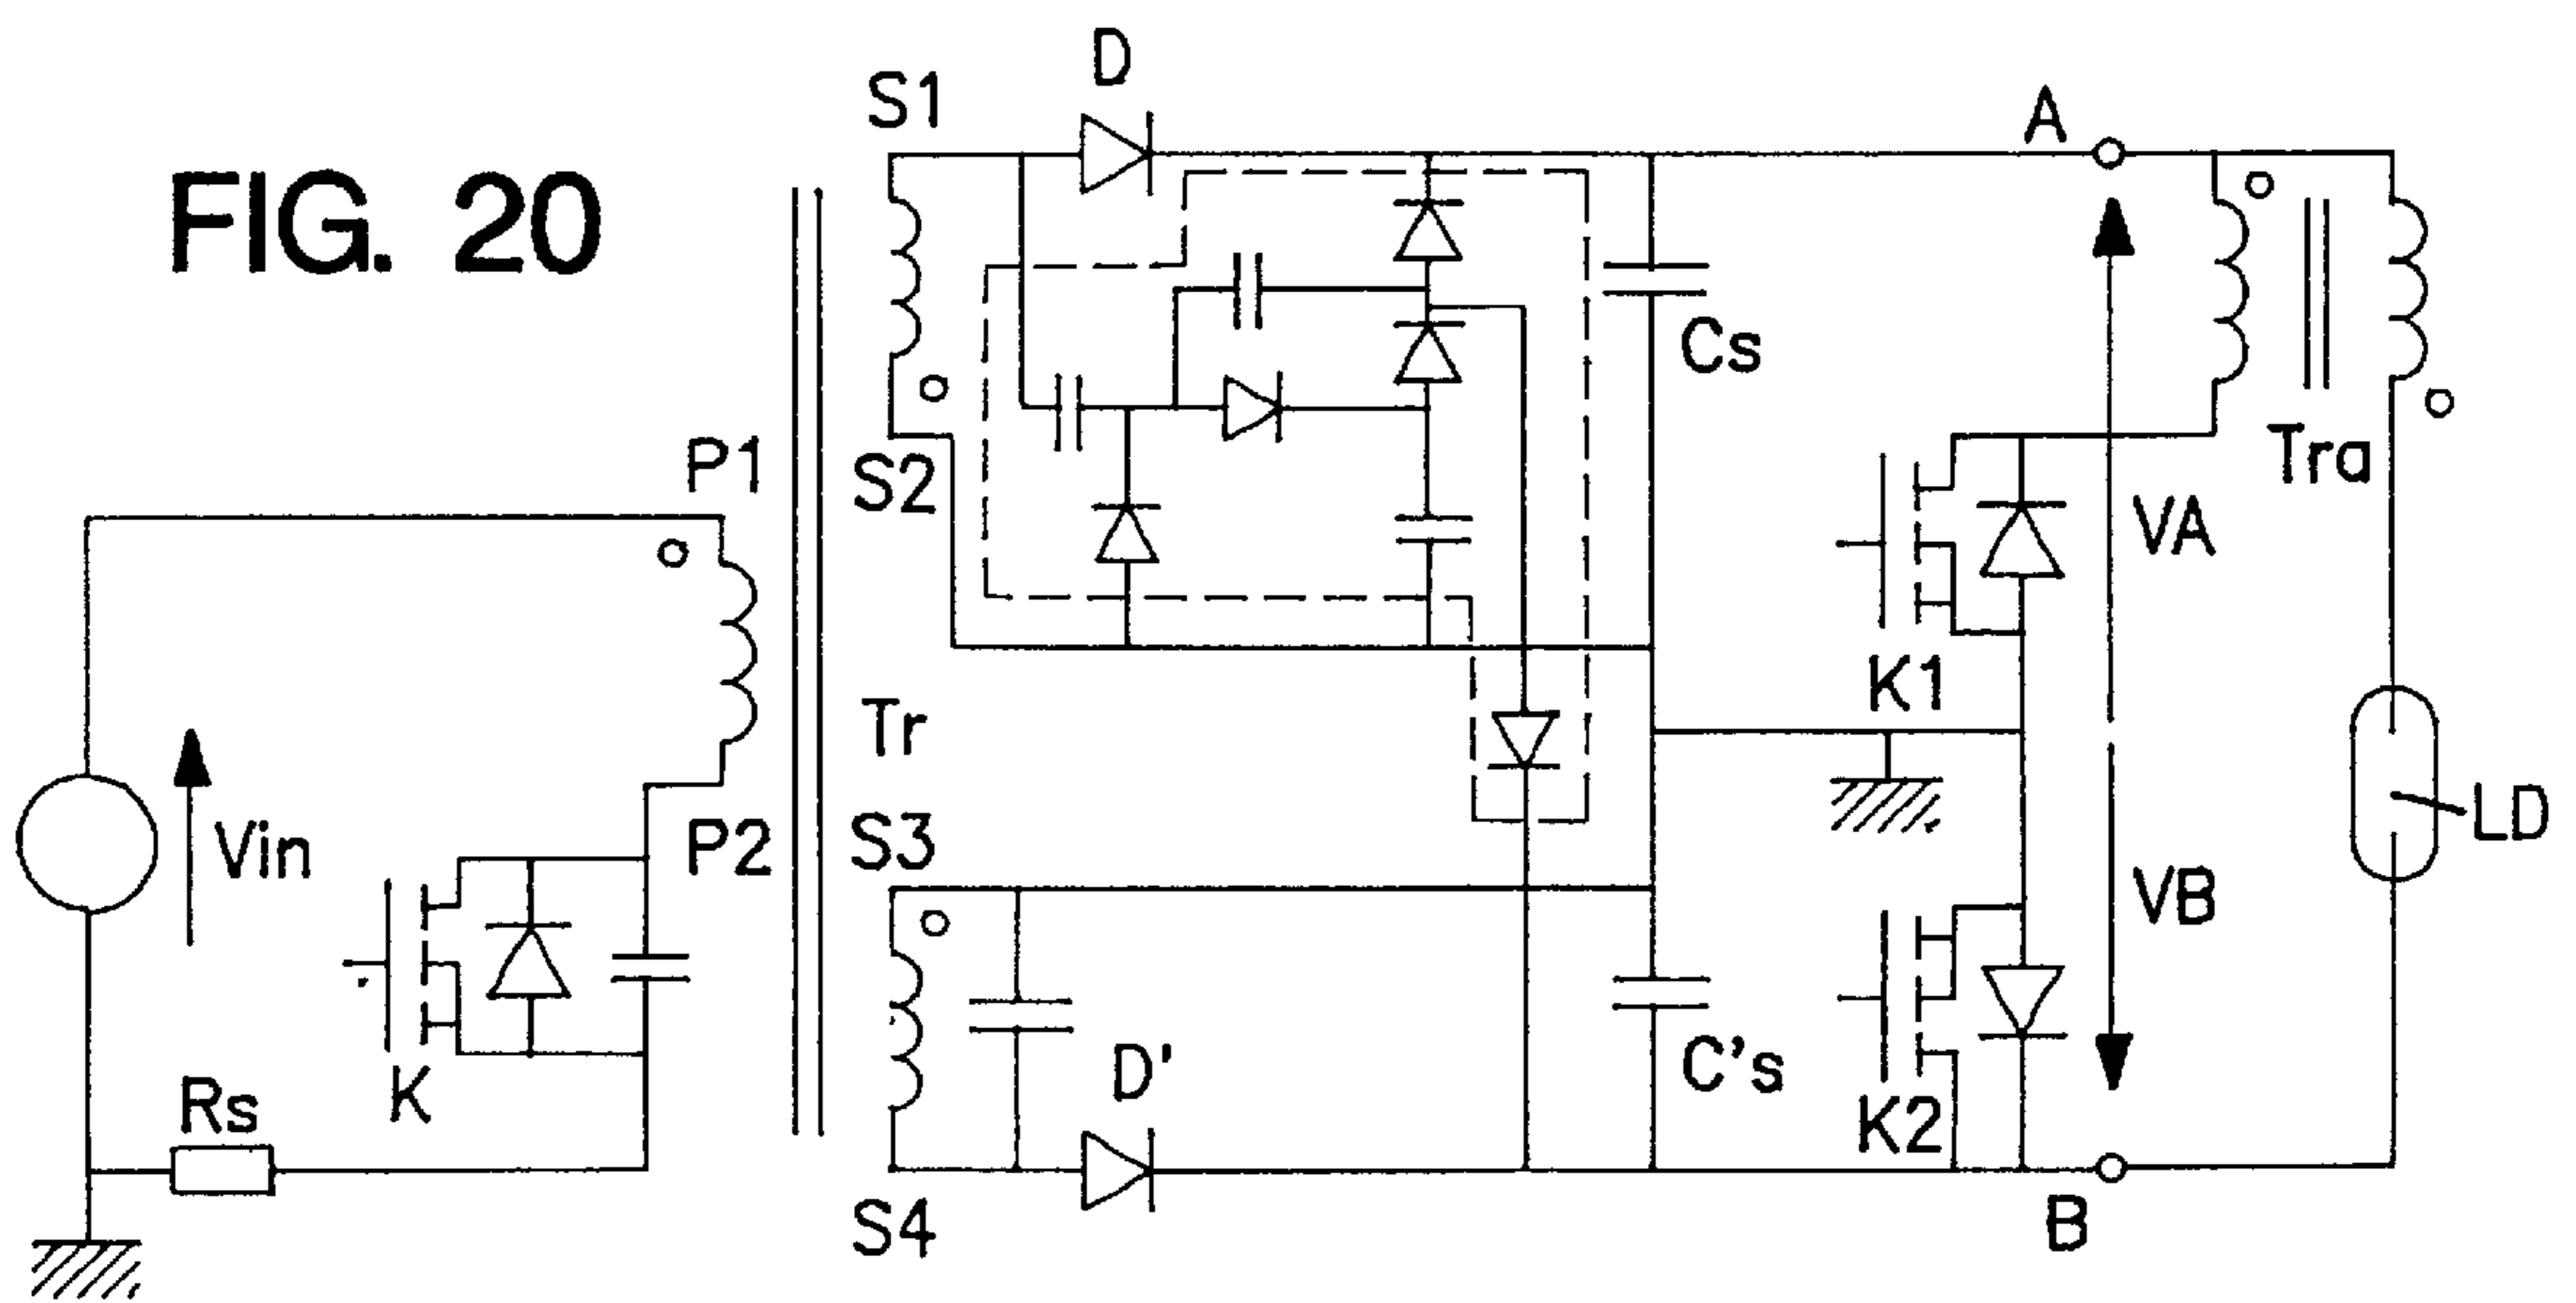 FIG. 20
S1
D
A
Cs
P1
S2
Tra
VA
K1
Tr
Vin
P2
S3
LD
VB
K
Rs
D'
C's
K2
S4
B